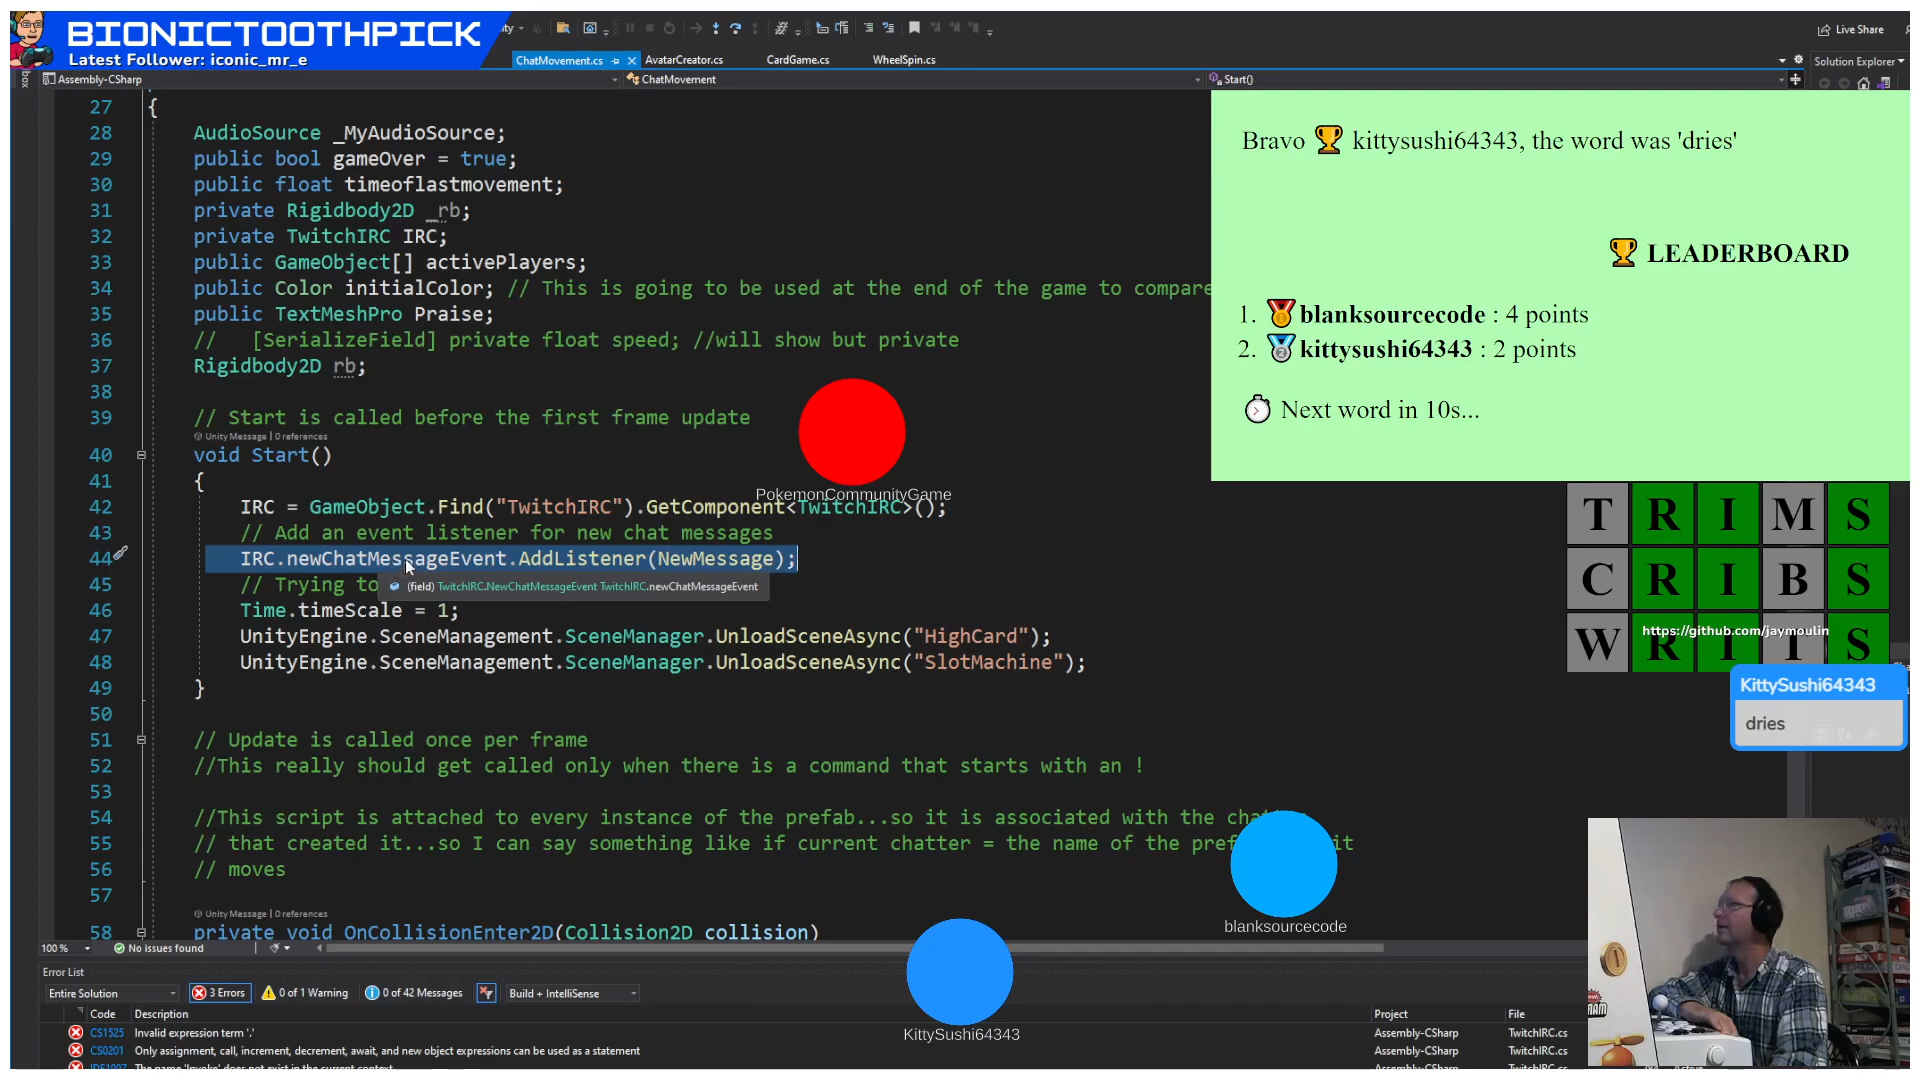 BIONICTOOTHPICK
Latest Follower: iconic_mr_e
Live Share
ChatMovement.cs
AvatarCreator.cs
CardGame.cs
WheelSpin.cs
Solution Explorer
Assembly-CSharp
ChatMovement
Start()
27 {
28 AudioSource _MyAudioSource;
29 public bool gameOver = true;
30 public float timeoflastmovement;
31 private Rigidbody2D _rb;
32 private TwitchIRC IRC;
33 public GameObject[] activePlayers;
34 public Color initialColor; // This is going to be used at the end of the game to compare
35 public TextMeshPro Praise;
36 // [SerializeField] private float speed; //will show but private
37 Rigidbody2D rb;
38
39 // Start is called before the first frame update
Unity Message | 0 references
40 void Start()
41 {
42 IRC = GameObject.Find("TwitchIRC").GetComponent<TwitchIRC>();
43 // Add an event listener for new chat messages
44 IRC.newChatMessageEvent.AddListener(NewMessage);
45 // Trying to
(field) TwitchIRC.NewChatMessageEvent TwitchIRC.newChatMessageEvent
46 Time.timeScale = 1;
47 UnityEngine.SceneManagement.SceneManager.UnloadSceneAsync("HighCard");
48 UnityEngine.SceneManagement.SceneManager.UnloadSceneAsync("SlotMachine");
49 }
50
51 // Update is called once per frame
52 //This really should get called only when there is a command that starts with an !
53
54 //This script is attached to every instance of the prefab...so it is associated with the
55 // that created it...so I can say something like if current chatter = the name of the it
56 // moves
57
Unity Message | 0 references
58 private void OnCollisionEnter2D(Collision2D collision)
Bravo 🏆 kittysushi64343, the word was 'dries'
🏆 LEADERBOARD
1. 🥇 blanksourcecode : 4 points
2. 🥈 kittysushi64343 : 2 points
Next word in 10s...
PokemonCommunityGame
T R I M S
C R I B S
W R I T S
https://github.com/jaymoulin
KittySushi64343
dries
blanksourcecode
KittySushi64343
100 %
No issues found
Error List
Entire Solution
3 Errors
0 of 1 Warning
0 of 42 Messages
Build + IntelliSense
Code Description Project File
CS1525 Invalid expression term '.' Assembly-CSharp TwitchIRC.cs
CS0201 Only assignment, call, increment, decrement, await, and new object expressions can be used as a statement Assembly-CSharp TwitchIRC.cs
The name 'Invoke' does not exist in the current context